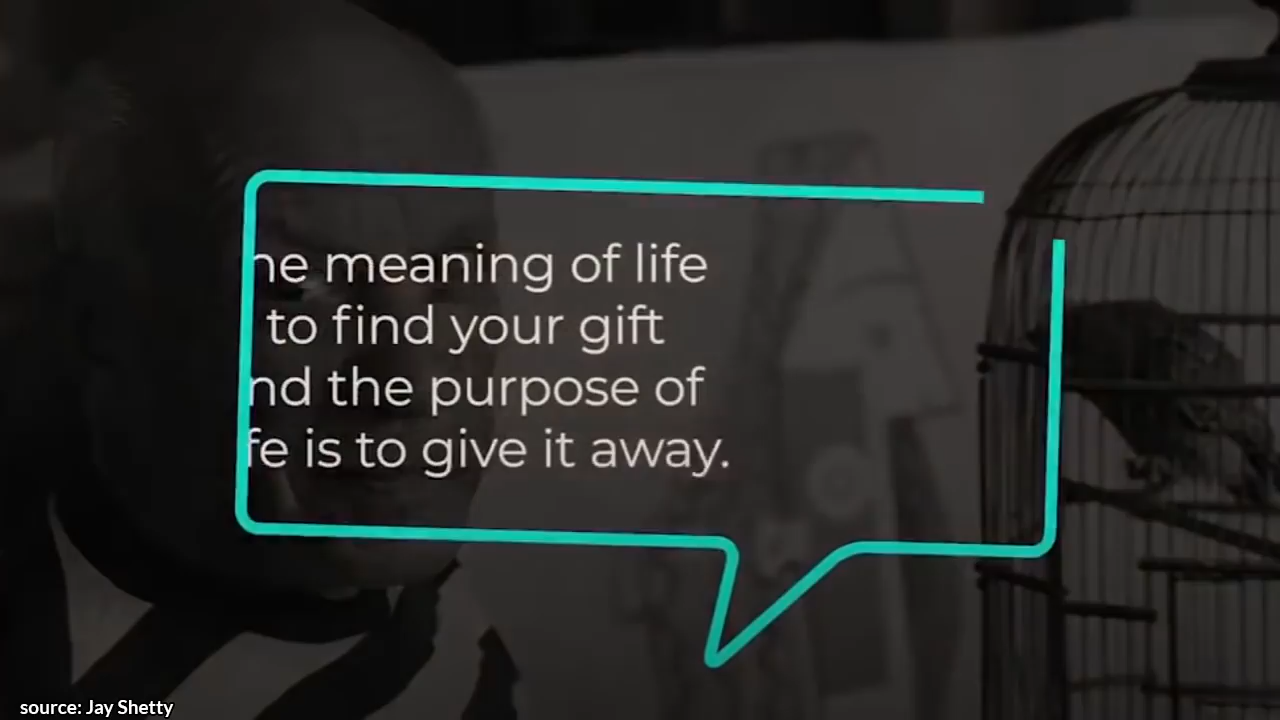 he meaning of life
to find your gift
nd the purpose of
fe is to give it away.
source: Jay Shetty